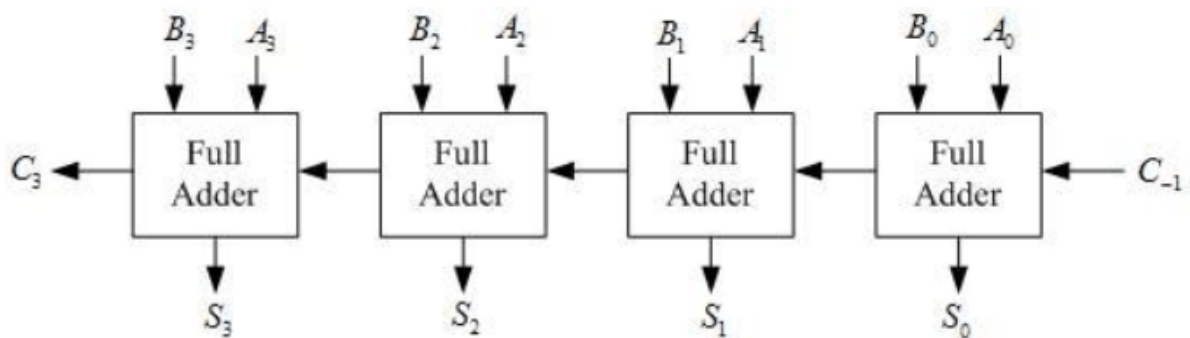 B₃ A₃ B₂ A₂ B₁ A₁ B₀ A₀
Full Full Full Full
C₃ Adder Adder Adder Adder C₋₁
S₃ S₂ S₁ S₀